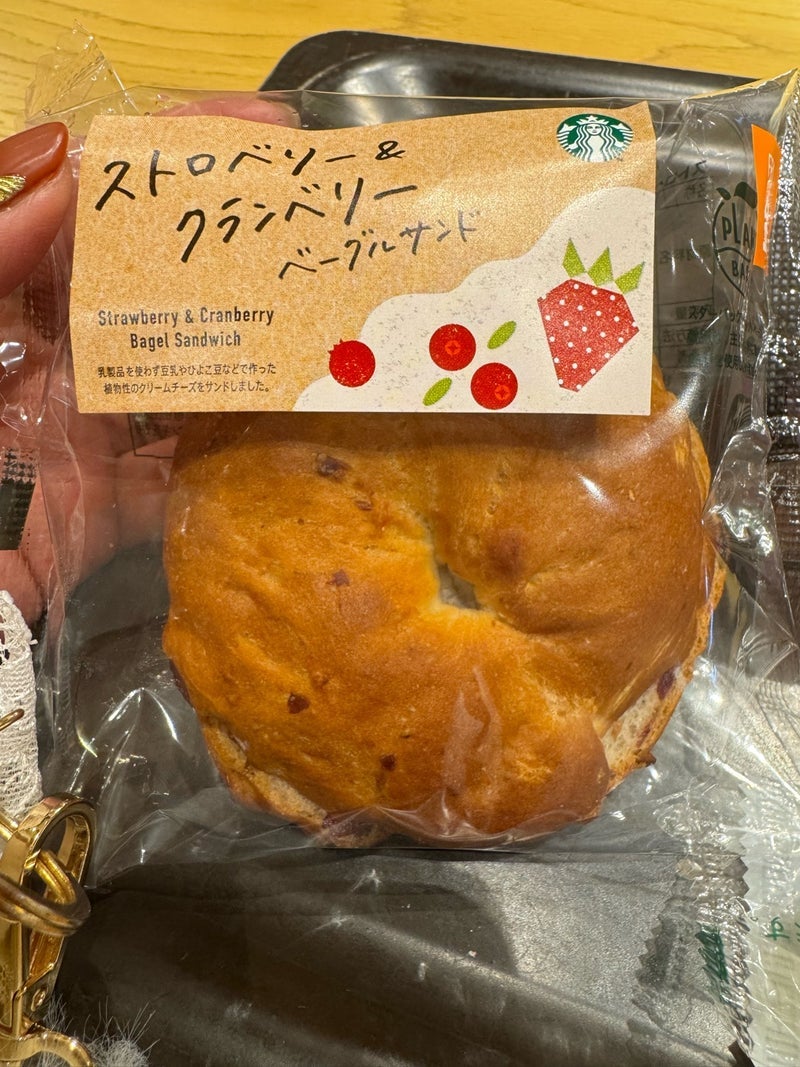 ストロベリー&
クランベリー
ベーグルサンド
Strawberry & Cranberry
Bagel Sandwich
乳製品を使わず豆乳やひよこ豆などで作った
植物性のクリームチーズをサンドしました。